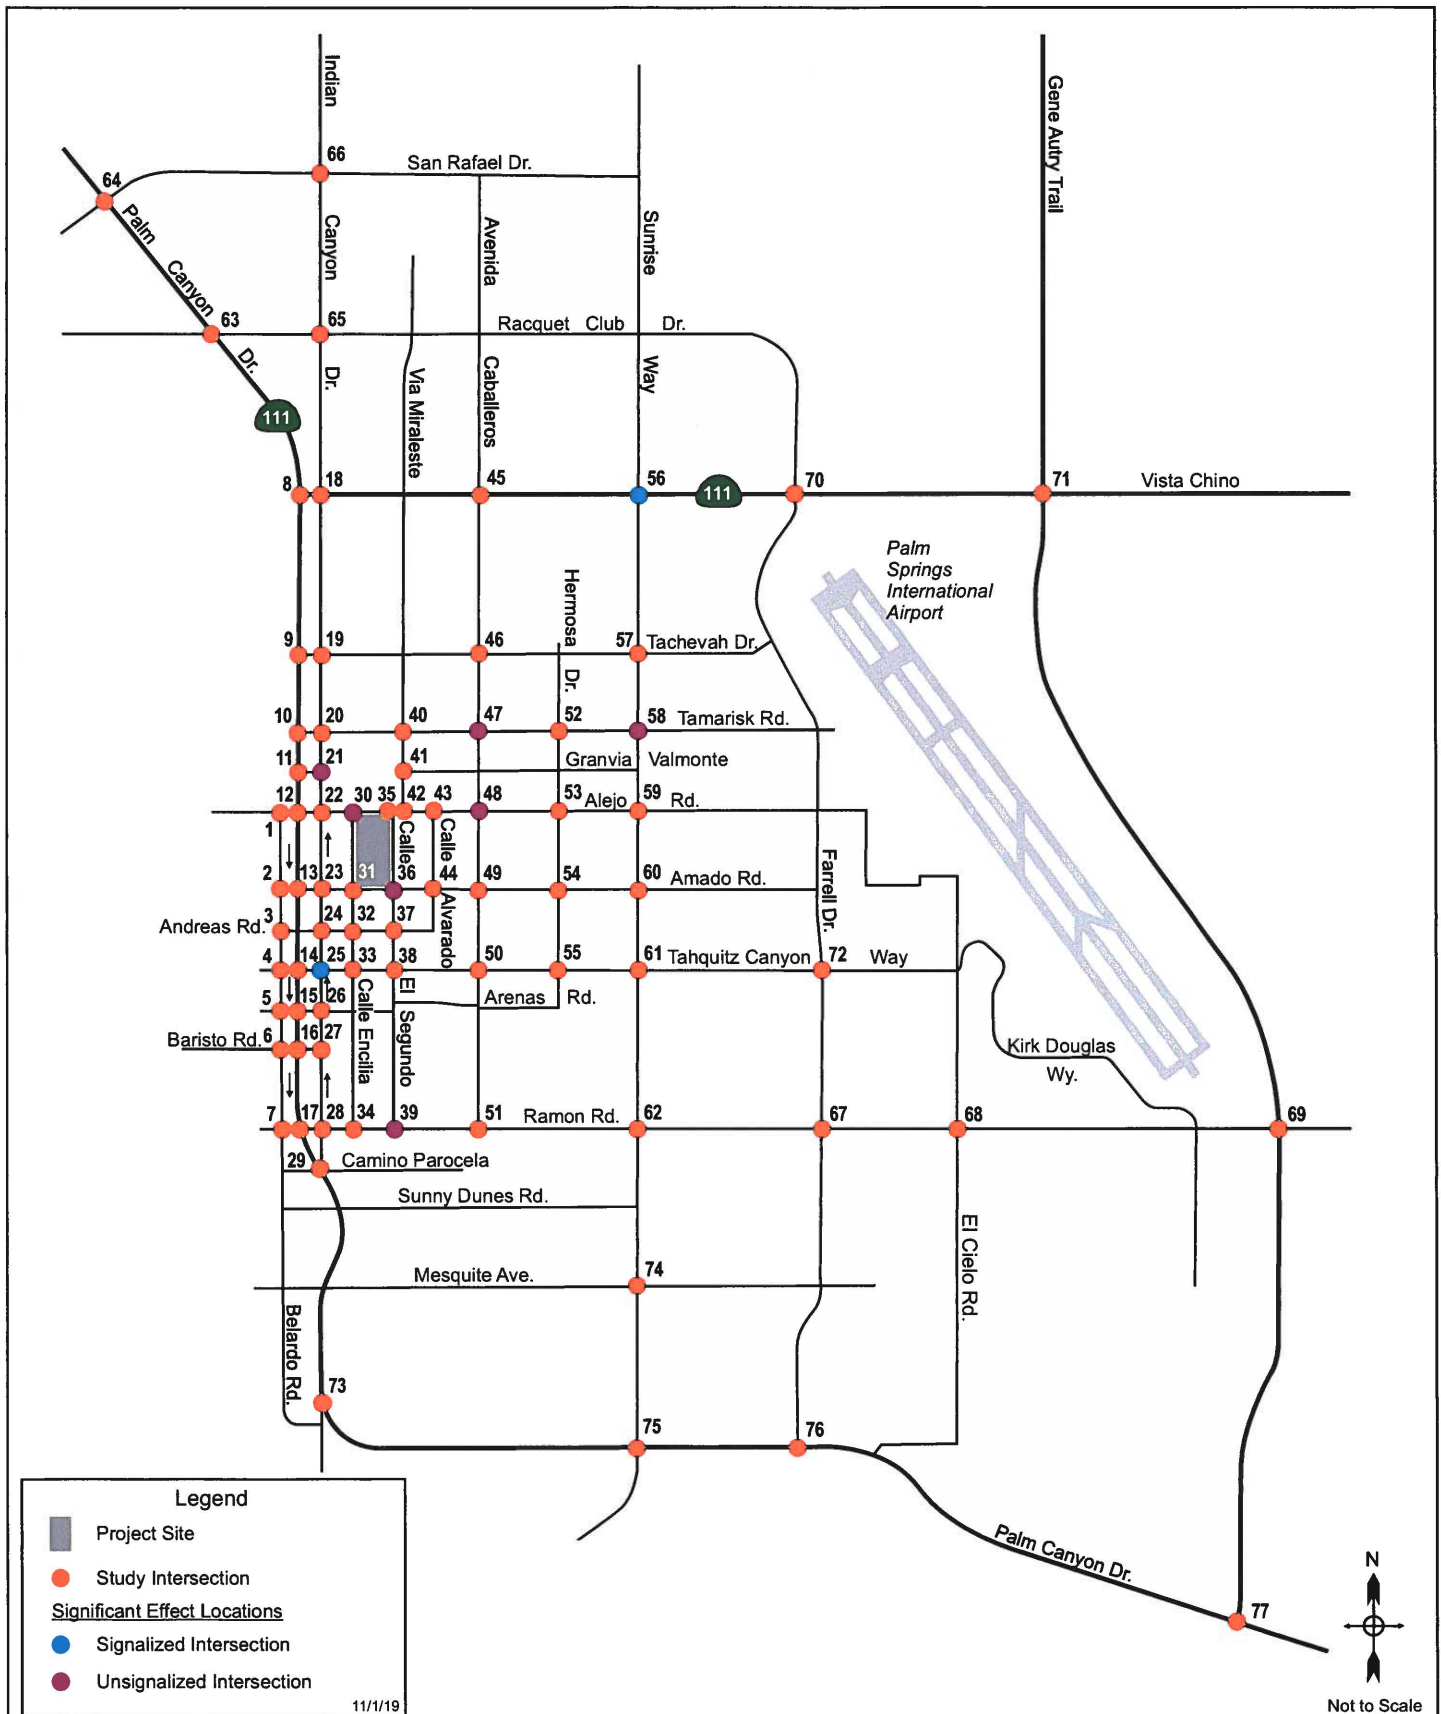 Indian
Gene Autry Trail
66
San Rafael Dr.
64
Palm
Canyon
Avenida
Sunrise
Canyon
63
65
Racquet Club Dr.
Dr.
Dr.
Via Miraleste
Caballeros
Way
111
8
18
45
56
111
70
71
Vista Chino
Palm
Springs
International
Airport
Hermosa
9
19
46
57
Tachevah Dr.
Dr.
10
20
40
47
52
58
Tamarisk Rd.
11
21
41
Granvia Valmonte
12
22
30
35
42
43
48
53
Alejo
59
Rd.
1
Calle
Calle
2
13
23
31
36
44
49
54
60
Amado Rd.
Farrell Dr.
3
24
32
37
Alvarado
Andreas Rd.
4
14
25
33
38
50
55
61
Tahquitz Canyon
72
Way
5
15
26
Calle Encilia
El
Segundo
Arenas Rd.
Baristo Rd.
6
16
27
Kirk Douglas
Wy.
7
17
28
34
39
51
Ramon Rd.
62
67
68
69
29
Camino Parocela
Sunny Dunes Rd.
El Cielo Rd.
Mesquite Ave.
74
Belardo Rd.
73
75
76
Palm Canyon Dr.
77
Legend
Project Site
Study Intersection
Significant Effect Locations
Signalized Intersection
Unsignalized Intersection
11/1/19
N
Not to Scale